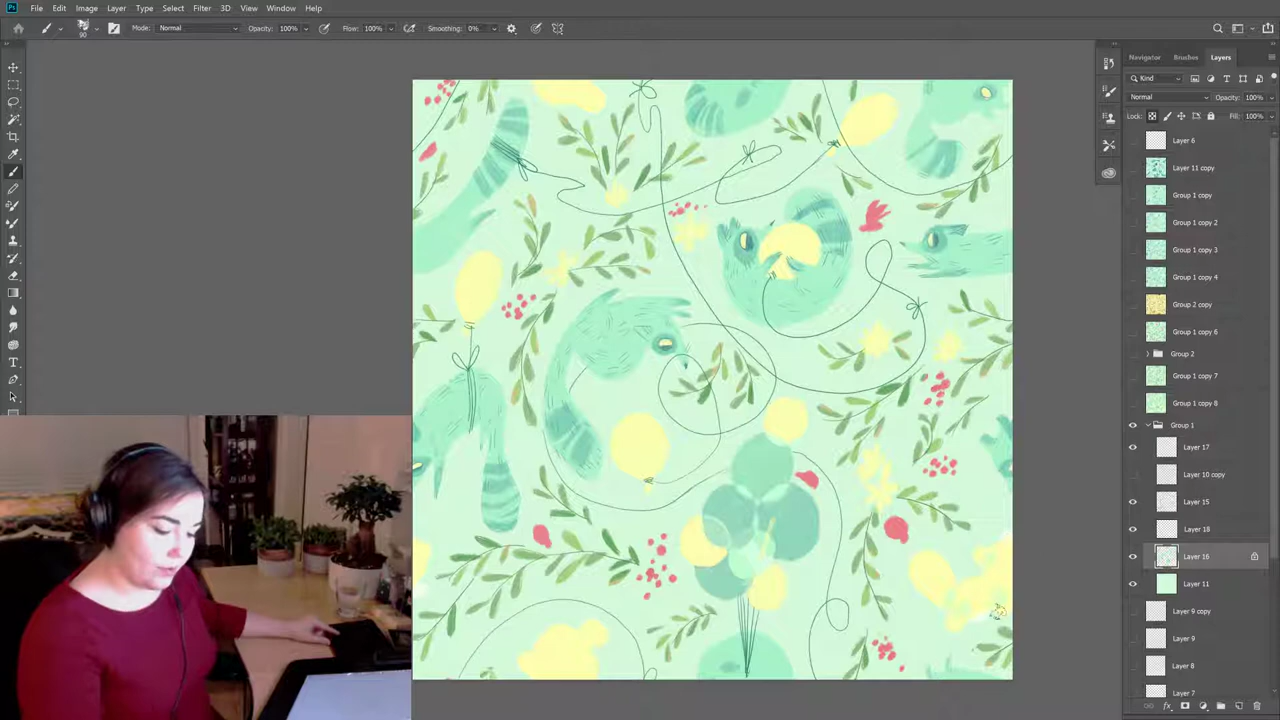 Ps File Edit Image Layer Type Select Filter 3D View Window Help
90 Mode: Normal Opacity: 100% Flow: 100% Smoothing: 0%
Navigator Brushes Layers
Kind
Normal Opacity: 100%
Lock: Fill: 100%
Layer 6
Layer 11 copy
Group 1 copy
Group 1 copy 2
Group 1 copy 3
Group 1 copy 4
Group 2 copy
Group 1 copy 6
Group 2
Group 1 copy 7
Group 1 copy 8
Group 1
Layer 17
Layer 10 copy
Layer 15
Layer 18
Layer 16
Layer 11
Layer 9 copy
Layer 9
Layer 8
Layer 7
fx